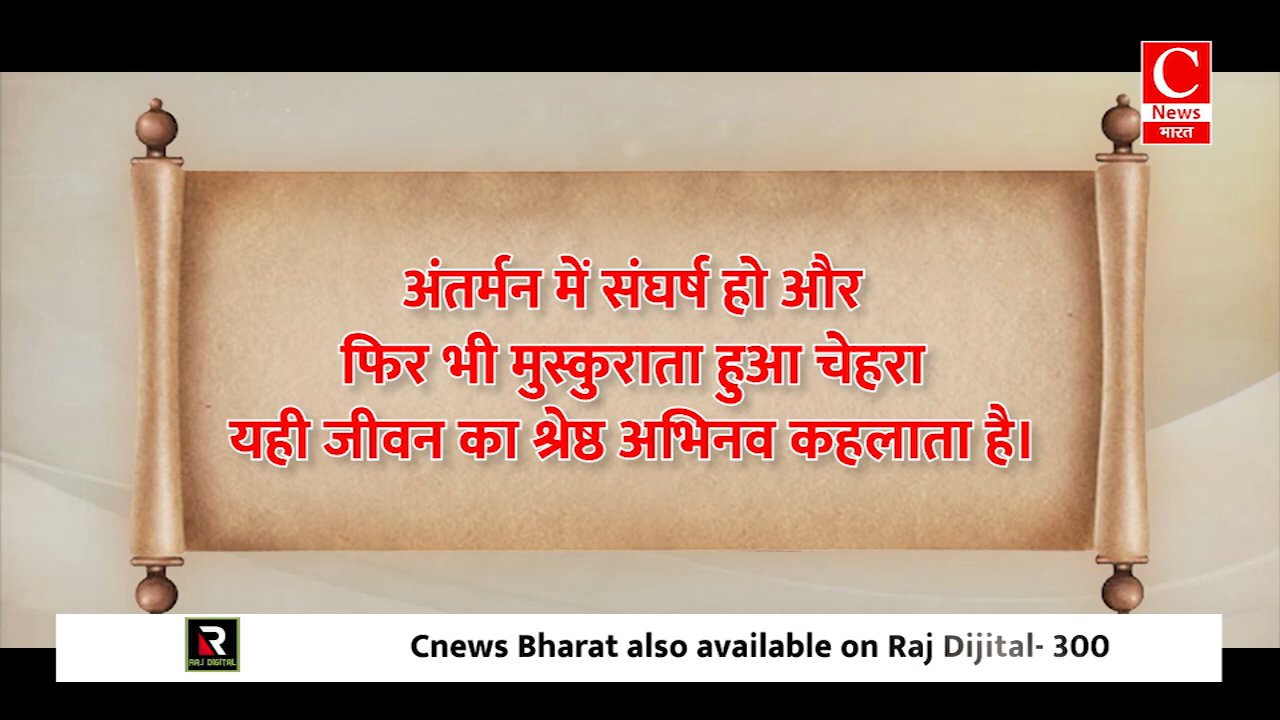 C
News
भारत
अंतर्मन में संघर्ष हो और
फिर भी मुस्कुराता हुआ चेहरा
यही जीवन का श्रेष्ठ अभिनव कहलाता है।
R
RAJ DIGITAL
Cnews Bharat also available on Raj Dijital- 300